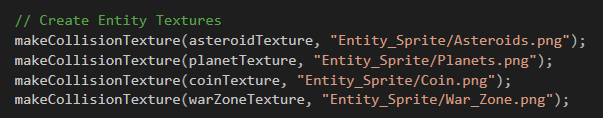 // Create Entity Textures
makeCollisionTexture(asteroidTexture, "Entity_Sprite/Asteroids.png");
makeCollisionTexture(planetTexture, "Entity_Sprite/Planets.png");
makeCollisionTexture(coinTexture, "Entity_Sprite/Coin.png");
makeCollisionTexture(warZoneTexture, "Entity_Sprite/War_Zone.png");